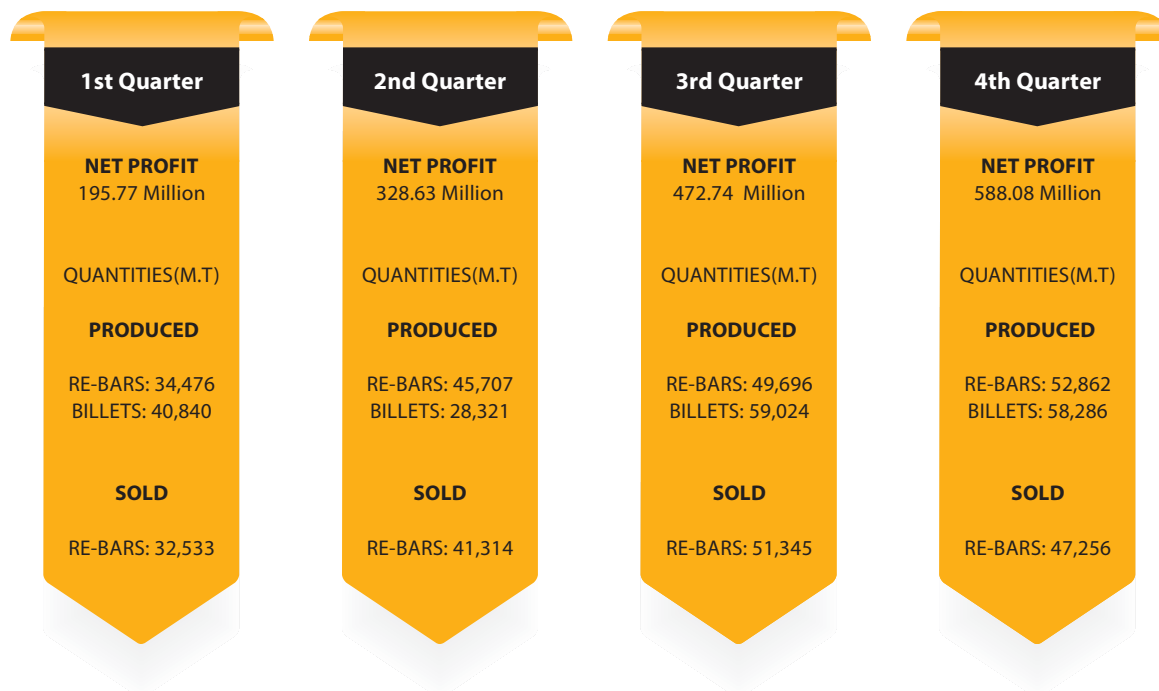 1st Quarter
NET PROFIT
195.77 Million
QUANTITIES(M.T)
PRODUCED
RE-BARS: 34,476
BILLETS: 40,840
SOLD
RE-BARS: 32,533
2nd Quarter
NET PROFIT
328.63 Million
QUANTITIES(M.T)
PRODUCED
RE-BARS: 45,707
BILLETS: 28,321
SOLD
RE-BARS: 41,314
3rd Quarter
NET PROFIT
472.74 Million
QUANTITIES(M.T)
PRODUCED
RE-BARS: 49,696
BILLETS: 59,024
SOLD
RE-BARS: 51,345
4th Quarter
NET PROFIT
588.08 Million
QUANTITIES(M.T)
PRODUCED
RE-BARS: 52,862
BILLETS: 58,286
SOLD
RE-BARS: 47,256